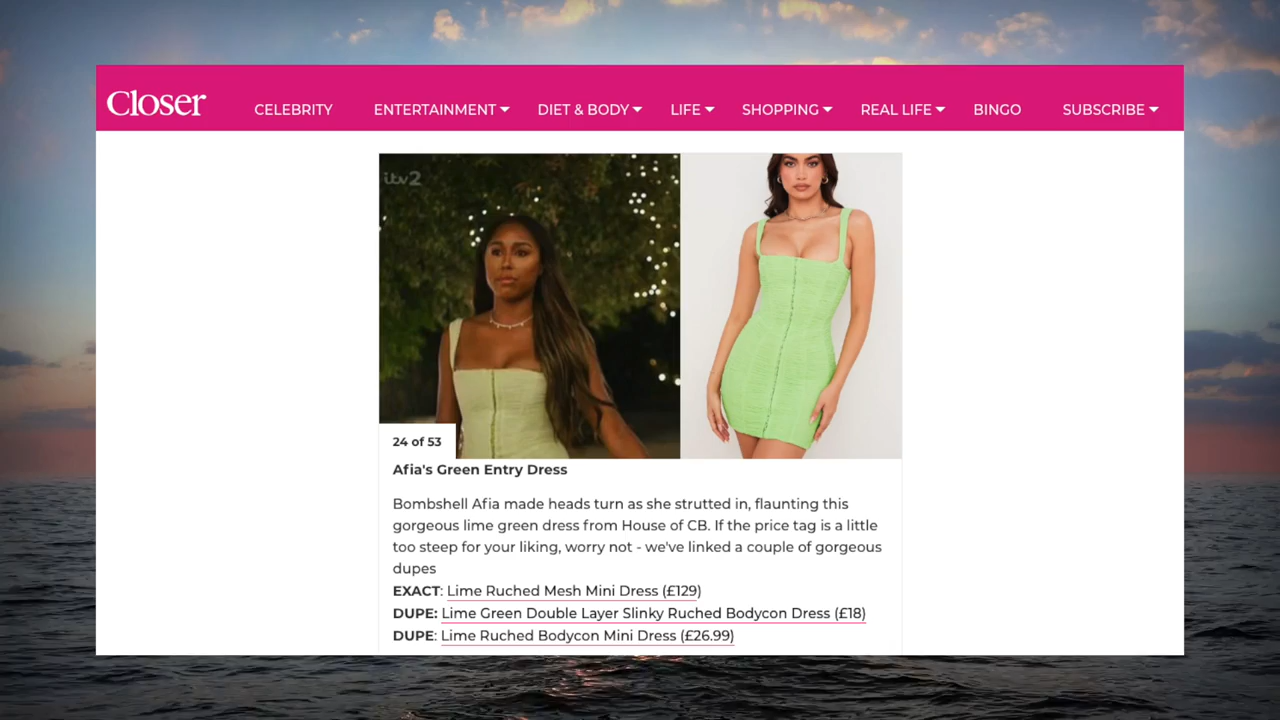 Closer
CELEBRITY ENTERTAINMENT DIET & BODY LIFE SHOPPING REAL LIFE BINGO SUBSCRIBE
itv2
24 of 53
Afia's Green Entry Dress
Bombshell Afia made heads turn as she strutted in, flaunting this
gorgeous lime green dress from House of CB. If the price tag is a little
too steep for your liking, worry not - we've linked a couple of gorgeous
dupes
EXACT: Lime Ruched Mesh Mini Dress (£129)
DUPE: Lime Green Double Layer Slinky Ruched Bodycon Dress (£18)
DUPE: Lime Ruched Bodycon Mini Dress (£26.99)